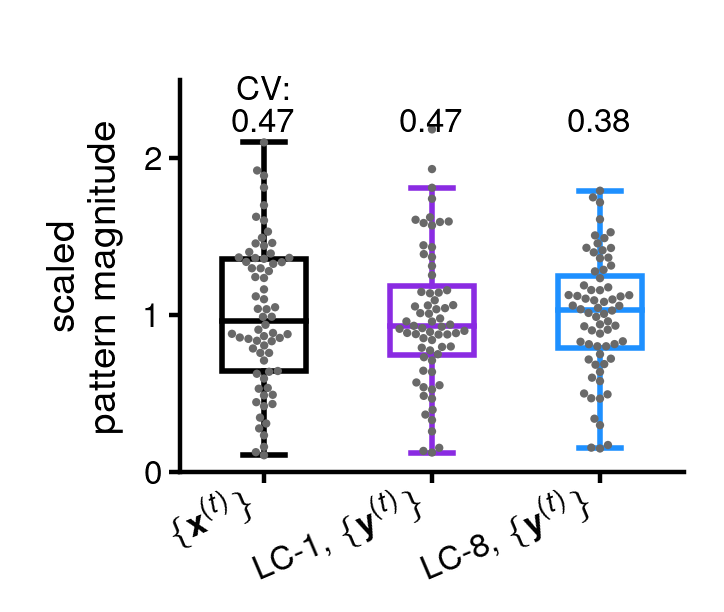 CV:
0.47
0.47
0.38
scaled
pattern magnitude
2
1
0
{x^(t)}
LC-1, {y^(t)}
LC-8, {y^(t)}